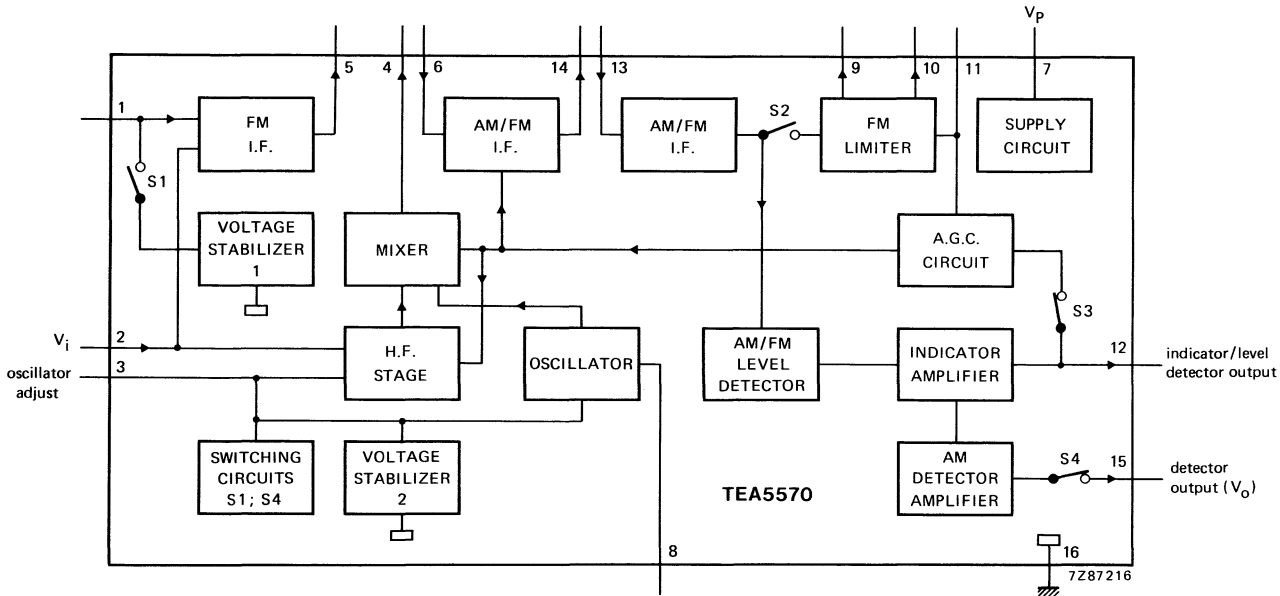 VP
5
4
6
14
13
9
10
11
7
1
FM
I.F.
AM/FM
I.F.
AM/FM
I.F.
S2
FM
LIMITER
SUPPLY
CIRCUIT
S1
VOLTAGE
STABILIZER
1
MIXER
A.G.C.
CIRCUIT
S3
Vi
2
oscillator
adjust
3
H.F.
STAGE
OSCILLATOR
AM/FM
LEVEL
DETECTOR
INDICATOR
AMPLIFIER
12
indicator/level
detector output
SWITCHING
CIRCUITS
S1; S4
VOLTAGE
STABILIZER
2
TEA5570
AM
DETECTOR
AMPLIFIER
S4
15
detector
output (Vo)
8
16
7Z87216